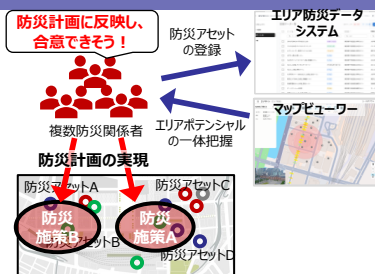 防災計画に反映し、
合意できそう！
防災アセット
の登録
エリア防災データ
システム
複数防災関係者
エリアポテンシャル
の一体把握
マップビューワー
防災計画の実現
防災アセットA
防災アセットC
防災
施策B
防災
施策A
防災アセットB
防災アセットD